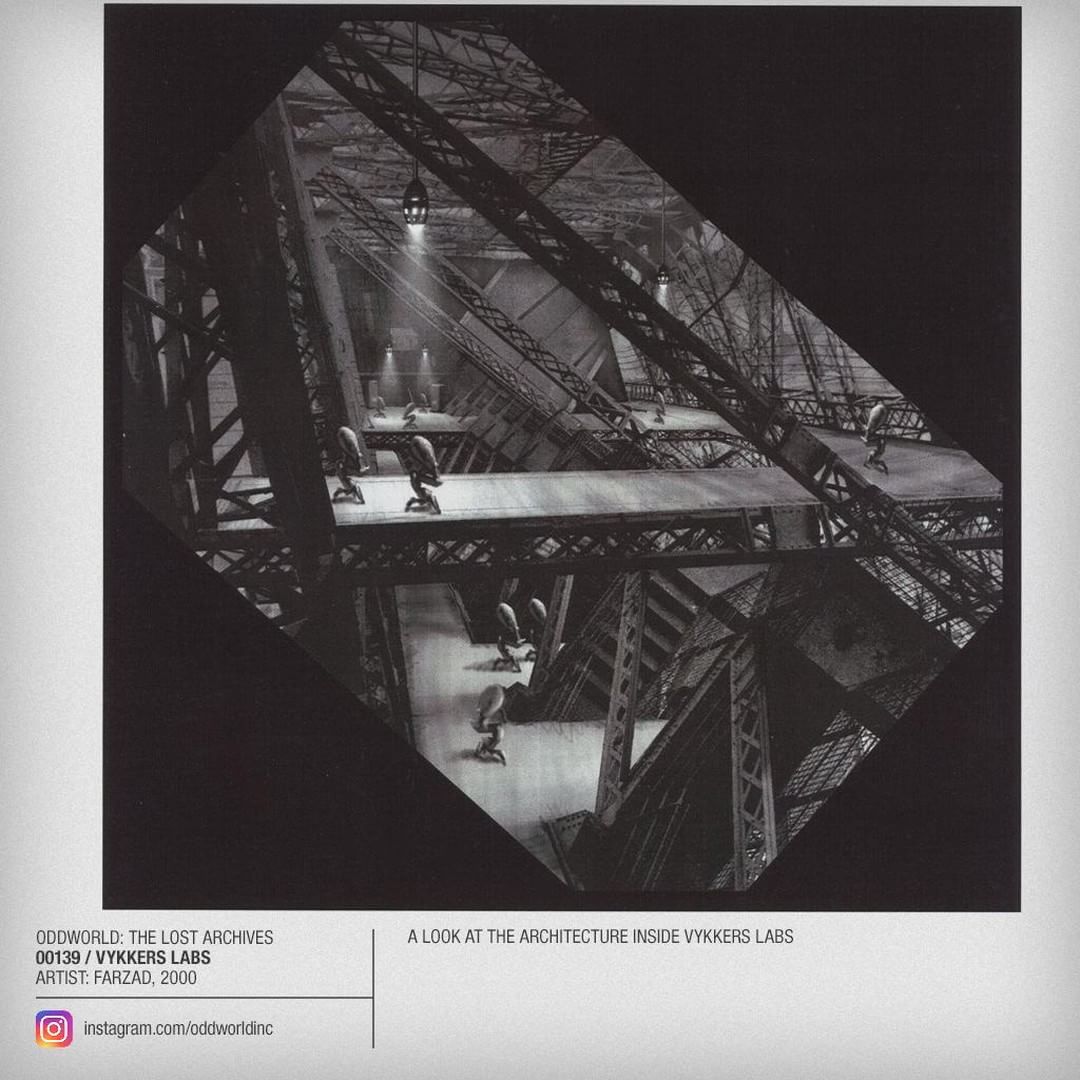 ODDWORLD: THE LOST ARCHIVES
00139 / VYKKERS LABS
ARTIST: FARZAD, 2000
instagram.com/oddworldinc
A LOOK AT THE ARCHITECTURE INSIDE VYKKERS LABS